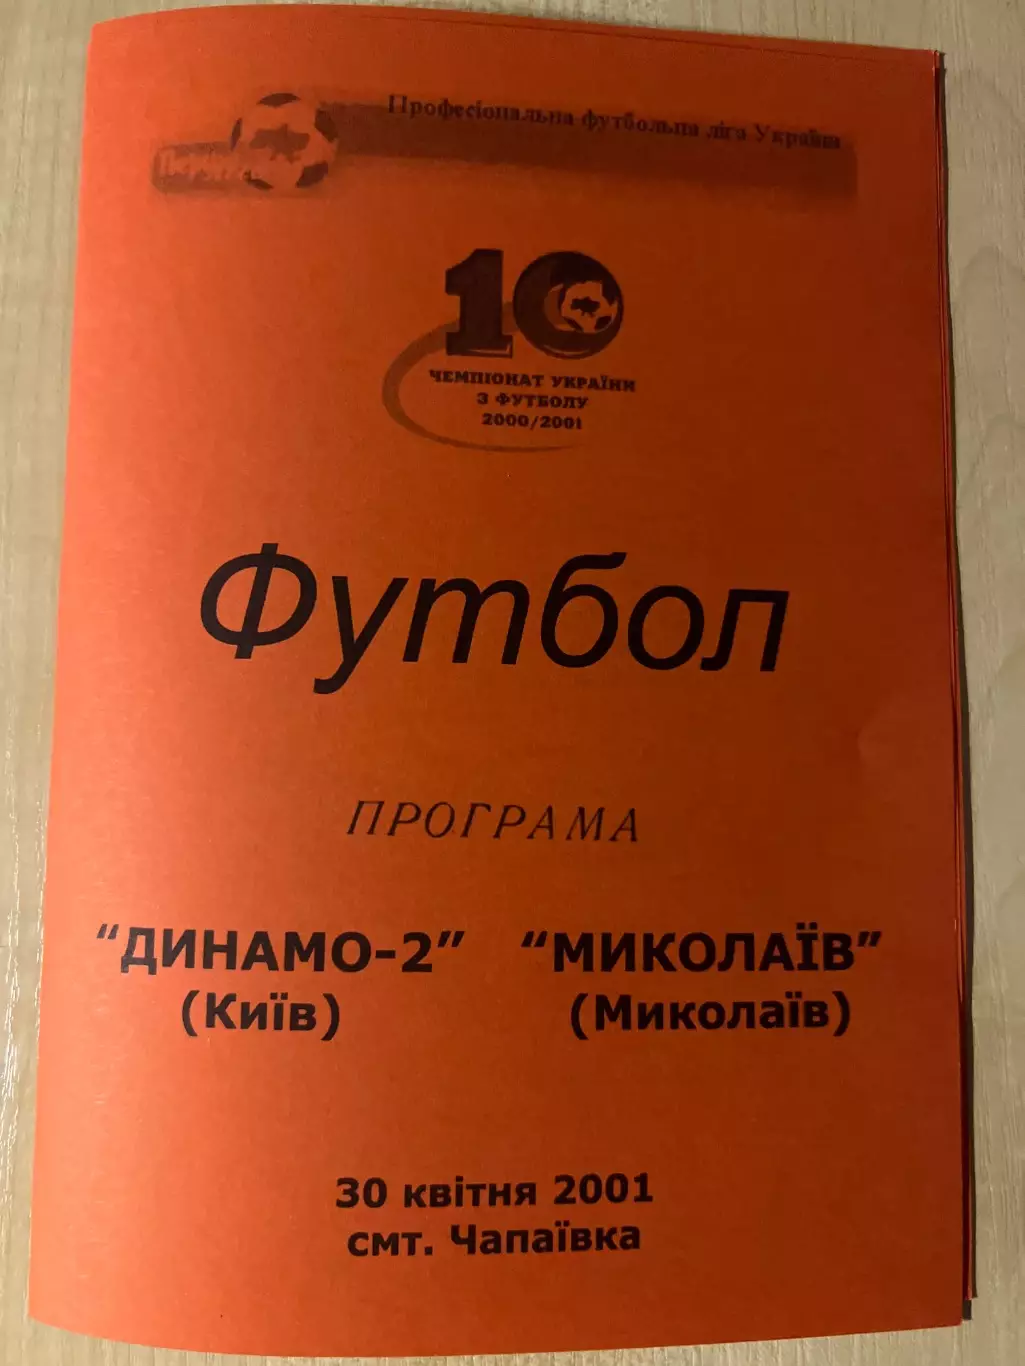 Професіональна футбольна ліга України
10
ЧЕМПІОНАТ УКРАЇНИ
З ФУТБОЛУ
2000/2001
Футбол
ПРОГРАМА
“ДИНАМО-2” “МИКОЛАЇВ”
(Київ) (Миколаїв)
30 квітня 2001
смт. Чапаївка